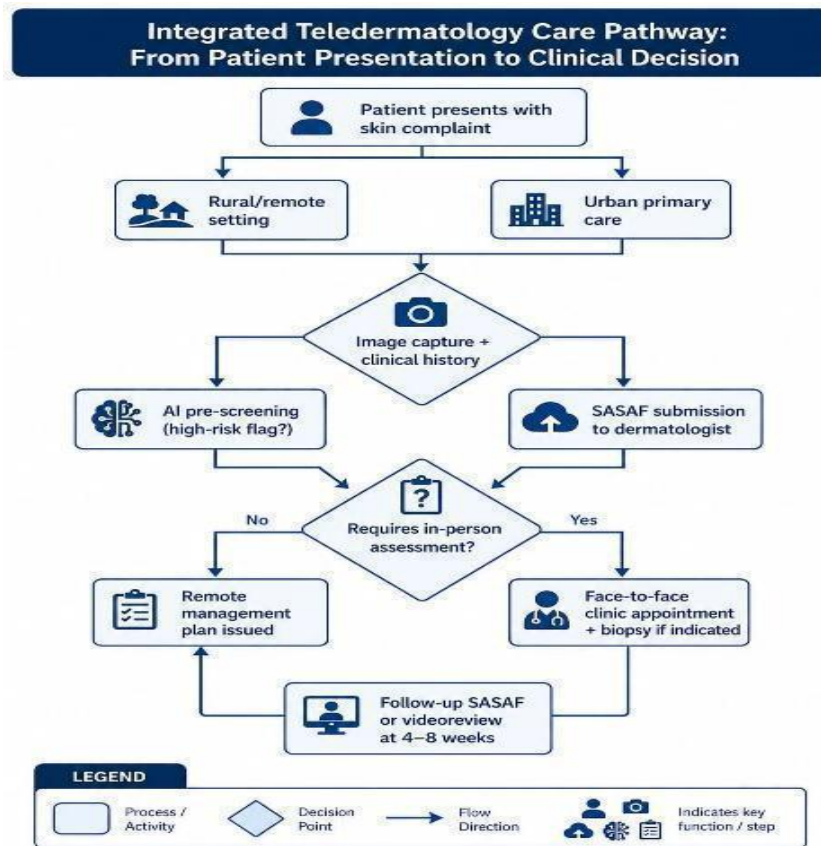 Integrated Teledermatology Care Pathway:
From Patient Presentation to Clinical Decision
Patient presents with
skin complaint
Rural/remote
setting
Urban primary
care
Image capture +
clinical history
AI pre-screening
(high-risk flag?)
SASAF submission
to dermatologist
?
No
Requires in-person
assessment?
Yes
Remote
management
plan issued
Face-to-face
clinic appointment
+ biopsy if indicated
Follow-up SASAF
or videoreview
at 4–8 weeks
LEGEND
Process /
Activity
Decision
Point
Flow
Direction
Indicates key
function / step